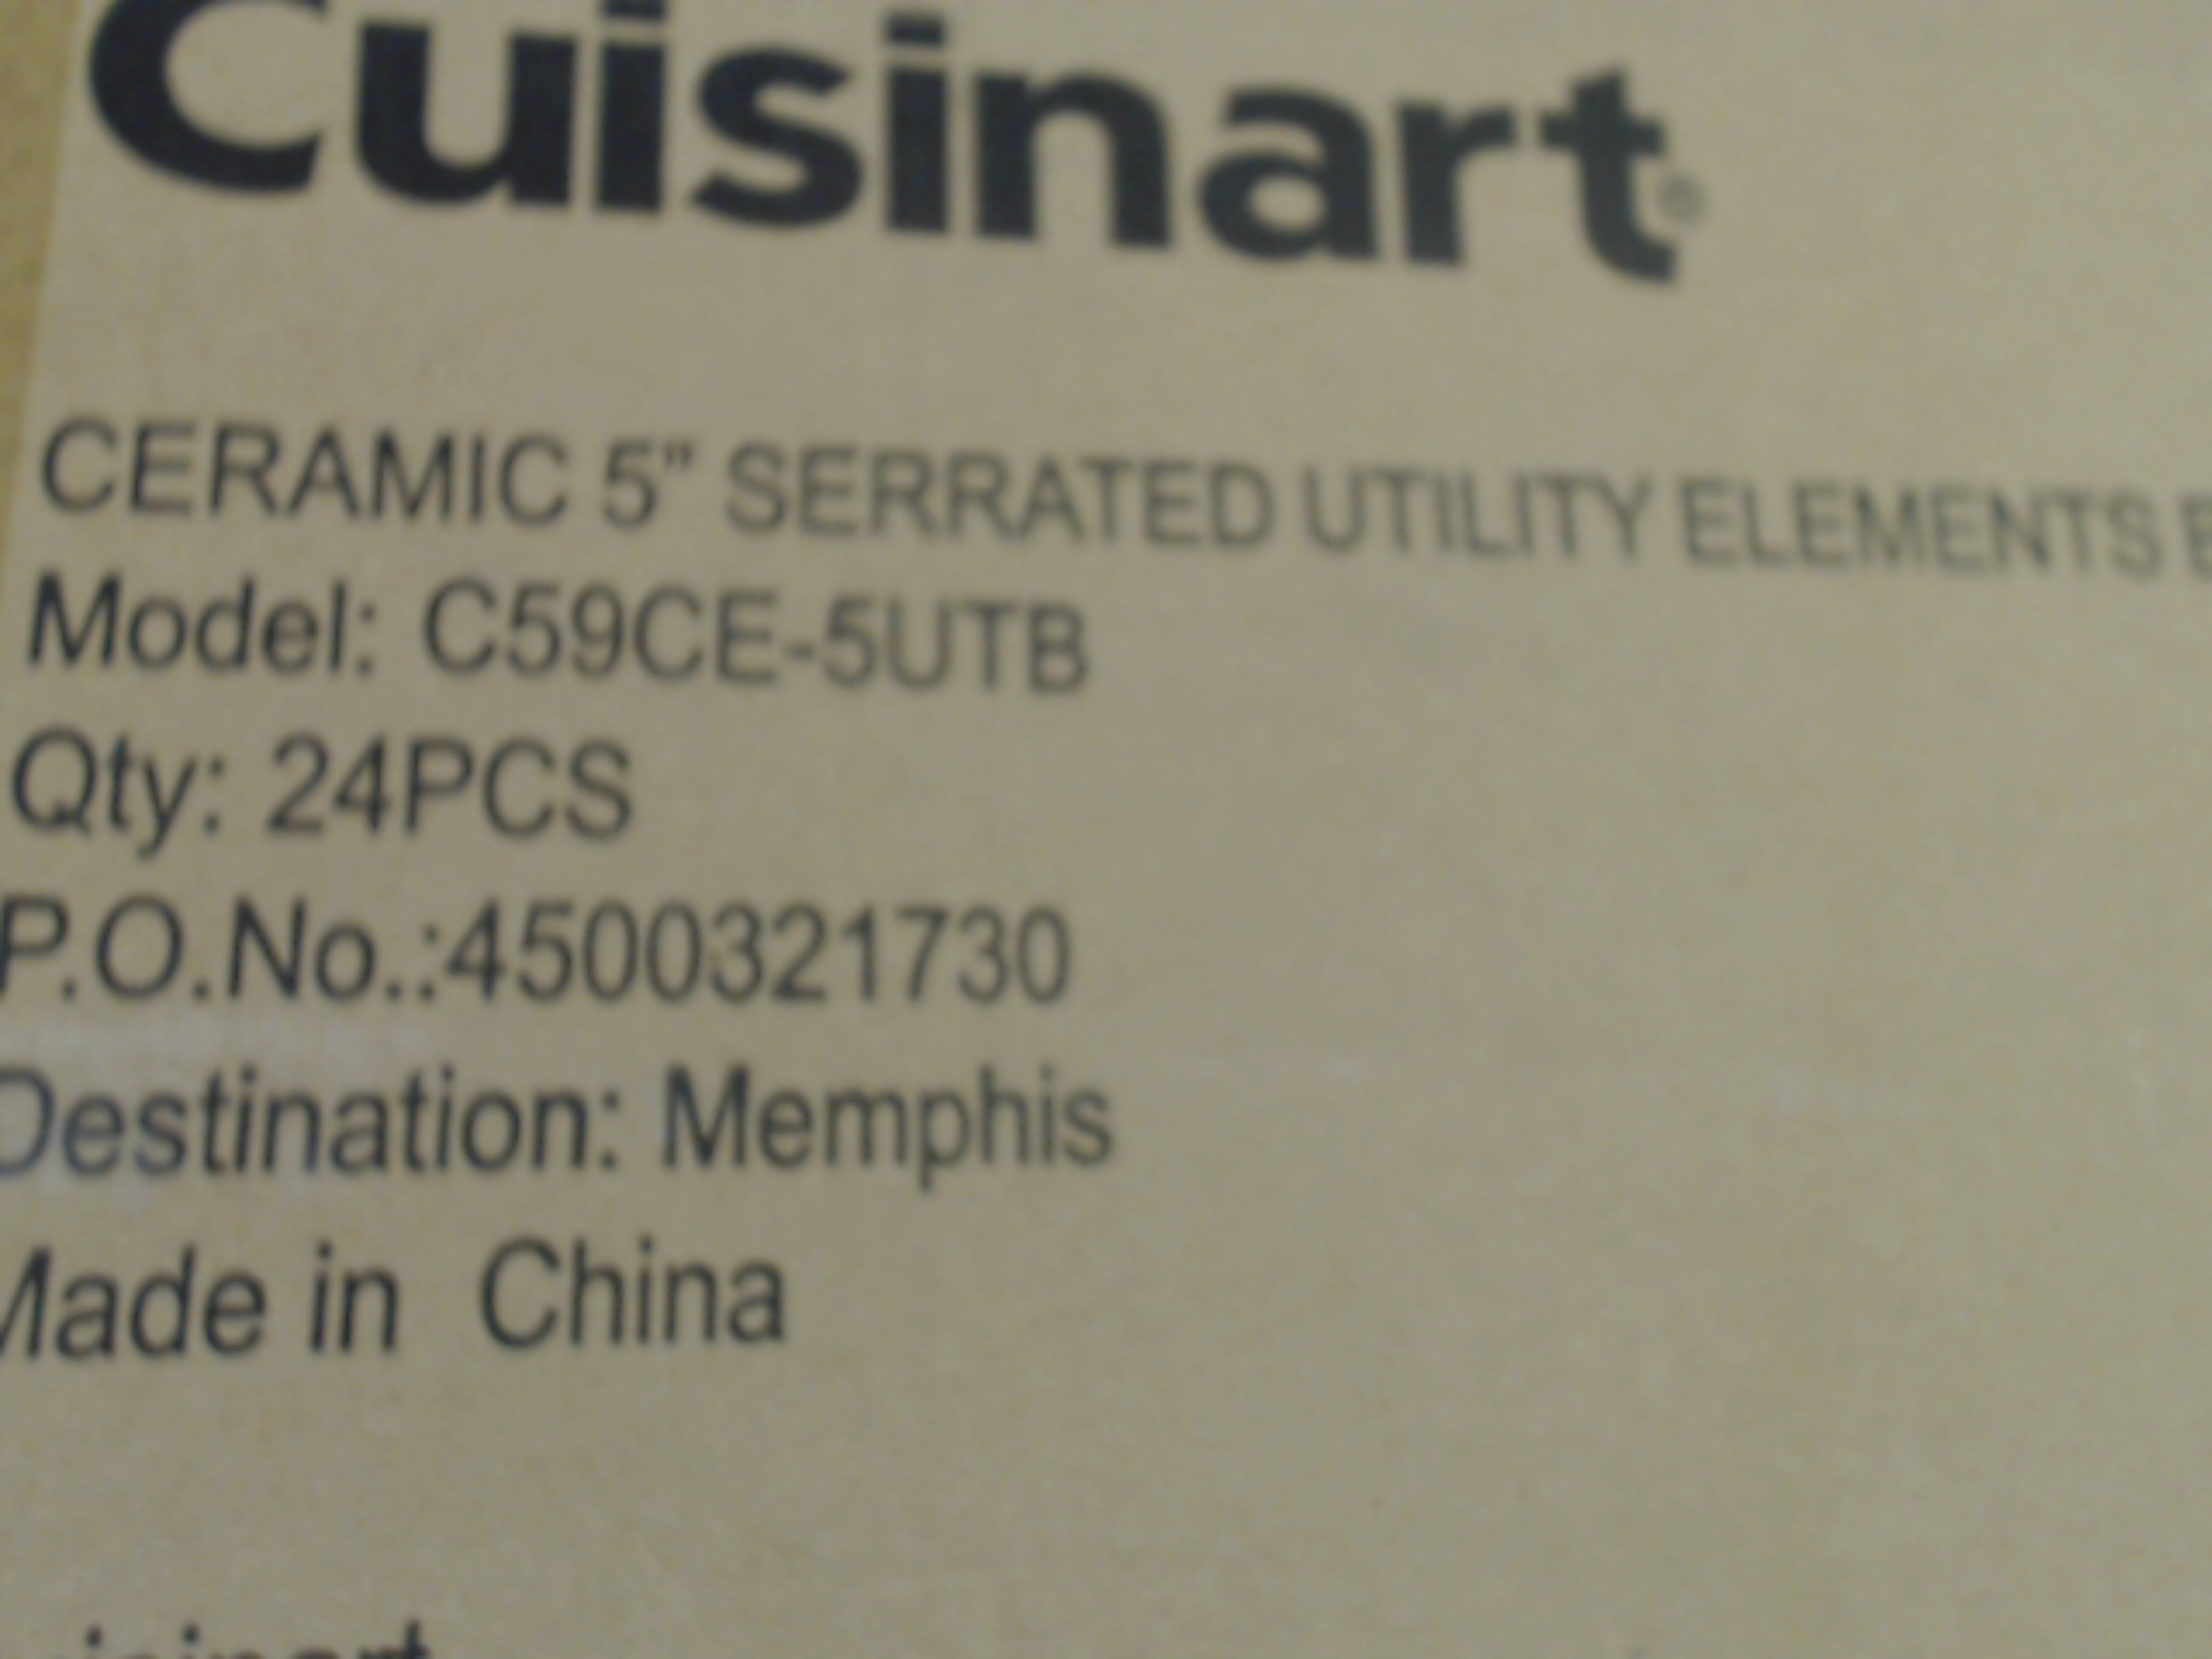 Cuisinart®
CERAMIC 5" SERRATED UTILITY ELEMENTS
Model: C59CE-5UTB
Qty: 24PCS
P.O.No.:4500321730
Destination: Memphis
Made in China